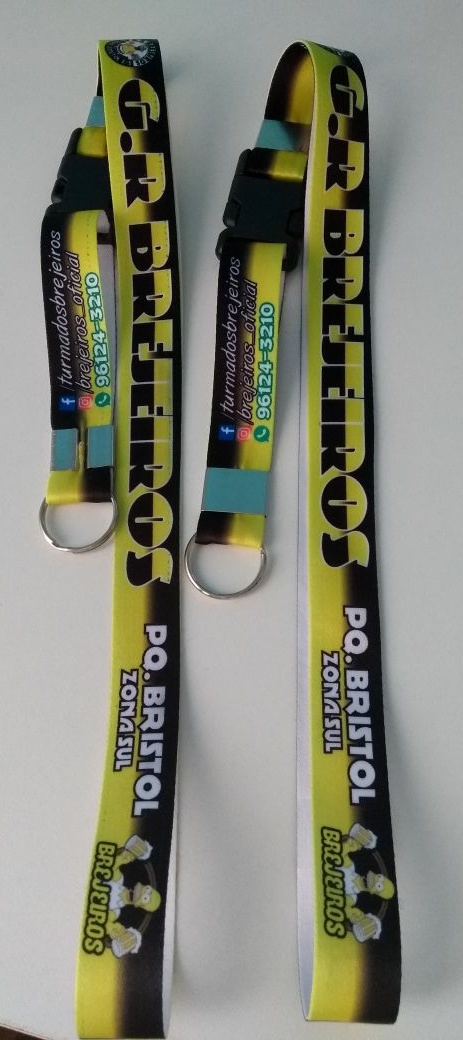 G.R BREJEIROS
PQ. BRISTOL
ZONA SUL
BREJEIROS
/turmadosbrejeiros
/brejeiros_oficial
96124-3210
G.R BREJEIROS
PQ. BRISTOL
ZONA SUL
BREJEIROS
/turmadosbrejeiros
/brejeiros_oficial
96124-3210